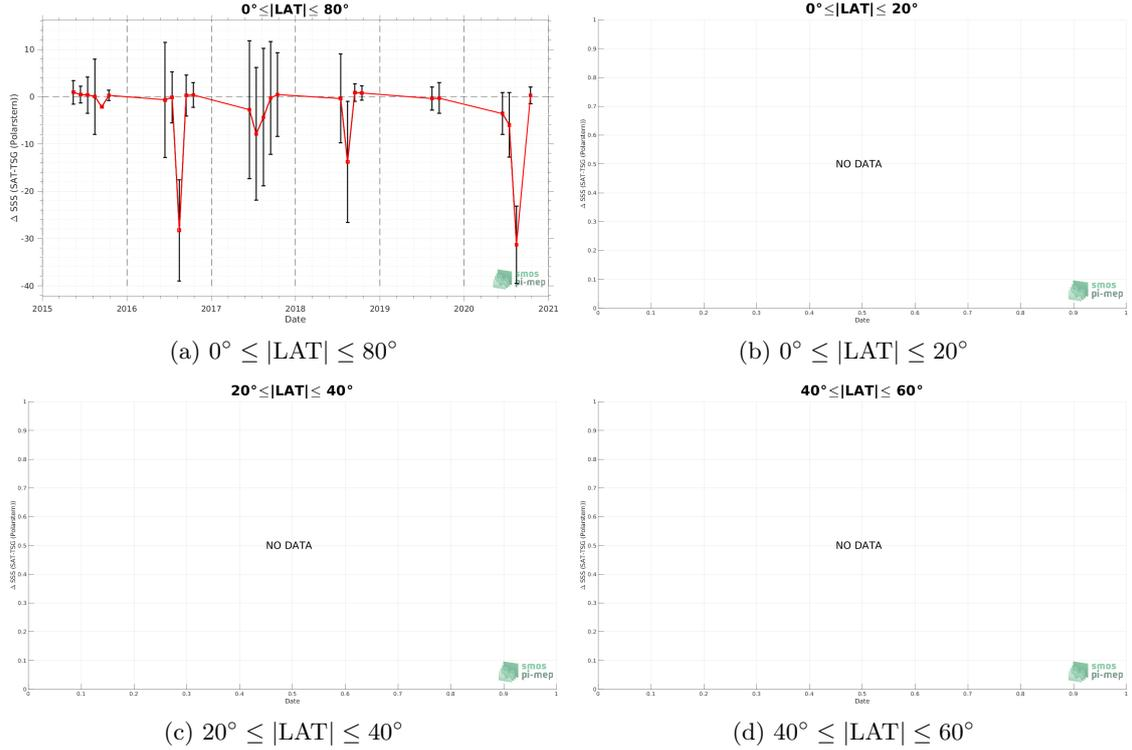 0°≤|LAT|≤ 80°
10
0
-10
-20
-30
-40
Δ SSS (SAT-TSG (Polarstern))
2015 2016 2017 2018 2019 2020 2021
Date
smos
pi-mep
(a) 0° ≤ |LAT| ≤ 80°
0°≤|LAT|≤ 20°
1
0.9
0.8
0.7
0.6
0.5
0.4
0.3
0.2
0.1
0
Δ SSS (SAT-TSG (Polarstern))
NO DATA
0 0.1 0.2 0.3 0.4 0.5 0.6 0.7 0.8 0.9 1
Date
smos
pi-mep
(b) 0° ≤ |LAT| ≤ 20°
20°≤|LAT|≤ 40°
1
0.9
0.8
0.7
0.6
0.5
0.4
0.3
0.2
0.1
0
Δ SSS (SAT-TSG (Polarstern))
NO DATA
0 0.1 0.2 0.3 0.4 0.5 0.6 0.7 0.8 0.9 1
Date
smos
pi-mep
(c) 20° ≤ |LAT| ≤ 40°
40°≤|LAT|≤ 60°
1
0.9
0.8
0.7
0.6
0.5
0.4
0.3
0.2
0.1
0
Δ SSS (SAT-TSG (Polarstern))
NO DATA
0 0.1 0.2 0.3 0.4 0.5 0.6 0.7 0.8 0.9 1
Date
smos
pi-mep
(d) 40° ≤ |LAT| ≤ 60°